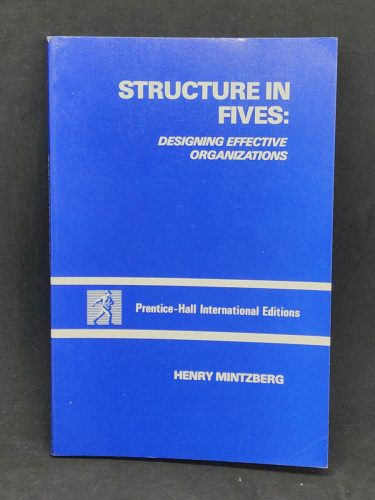 STRUCTURE IN
FIVES:
DESIGNING EFFECTIVE
ORGANIZATIONS
Prentice-Hall International Editions
HENRY MINTZBERG